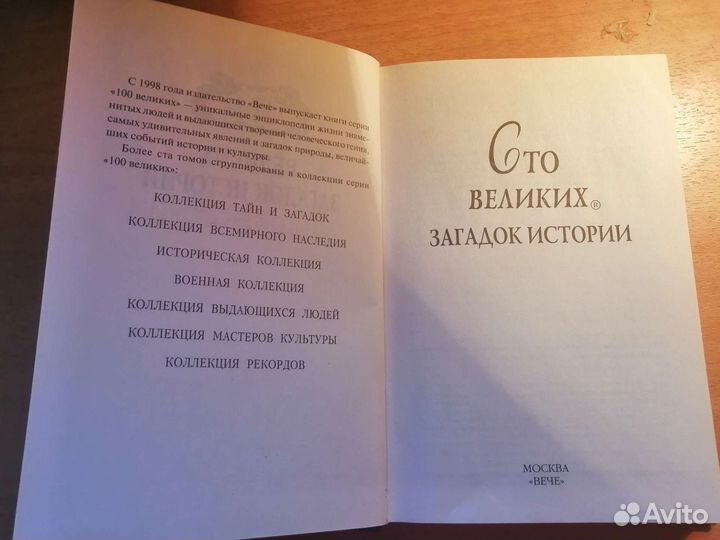 С 1998 года издательство «Вече» выпускает книги серии
«100 великих» — уникальные энциклопедии жизни знаме-
нитых людей и выдающихся творений человеческого гения,
самых удивительных явлений и загадок природы, величай-
ших событий истории и культуры.
Более ста томов сгруппированы в коллекции серии
«100 великих»:
КОЛЛЕКЦИЯ ТАЙН И ЗАГАДОК
КОЛЛЕКЦИЯ ВСЕМИРНОГО НАСЛЕДИЯ
ИСТОРИЧЕСКАЯ КОЛЛЕКЦИЯ
ВОЕННАЯ КОЛЛЕКЦИЯ
КОЛЛЕКЦИЯ ВЫДАЮЩИХСЯ ЛЮДЕЙ
КОЛЛЕКЦИЯ МАСТЕРОВ КУЛЬТУРЫ
КОЛЛЕКЦИЯ РЕКОРДОВ
Сто
ВЕЛИКИХ®
ЗАГАДОК ИСТОРИИ
МОСКВА
«ВЕЧЕ»
Avito